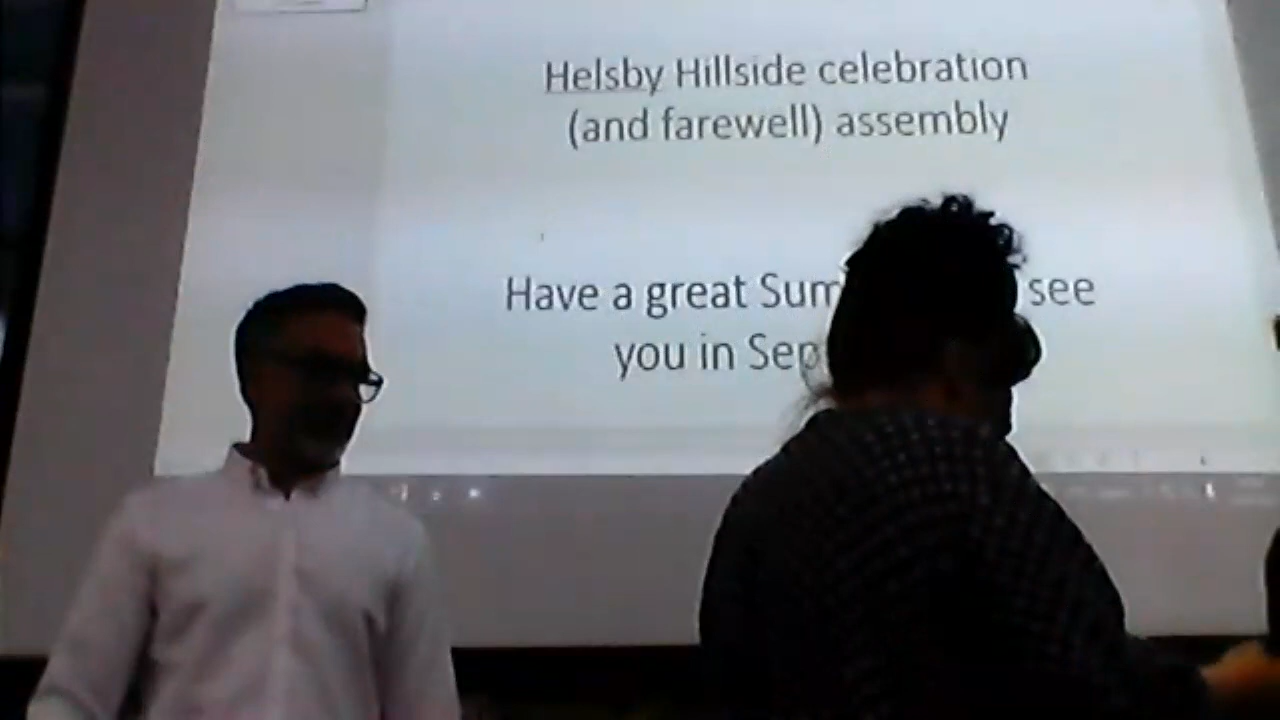 Helsby Hillside celebration
(and farewell) assembly
Have a great Sum see
you in Sep